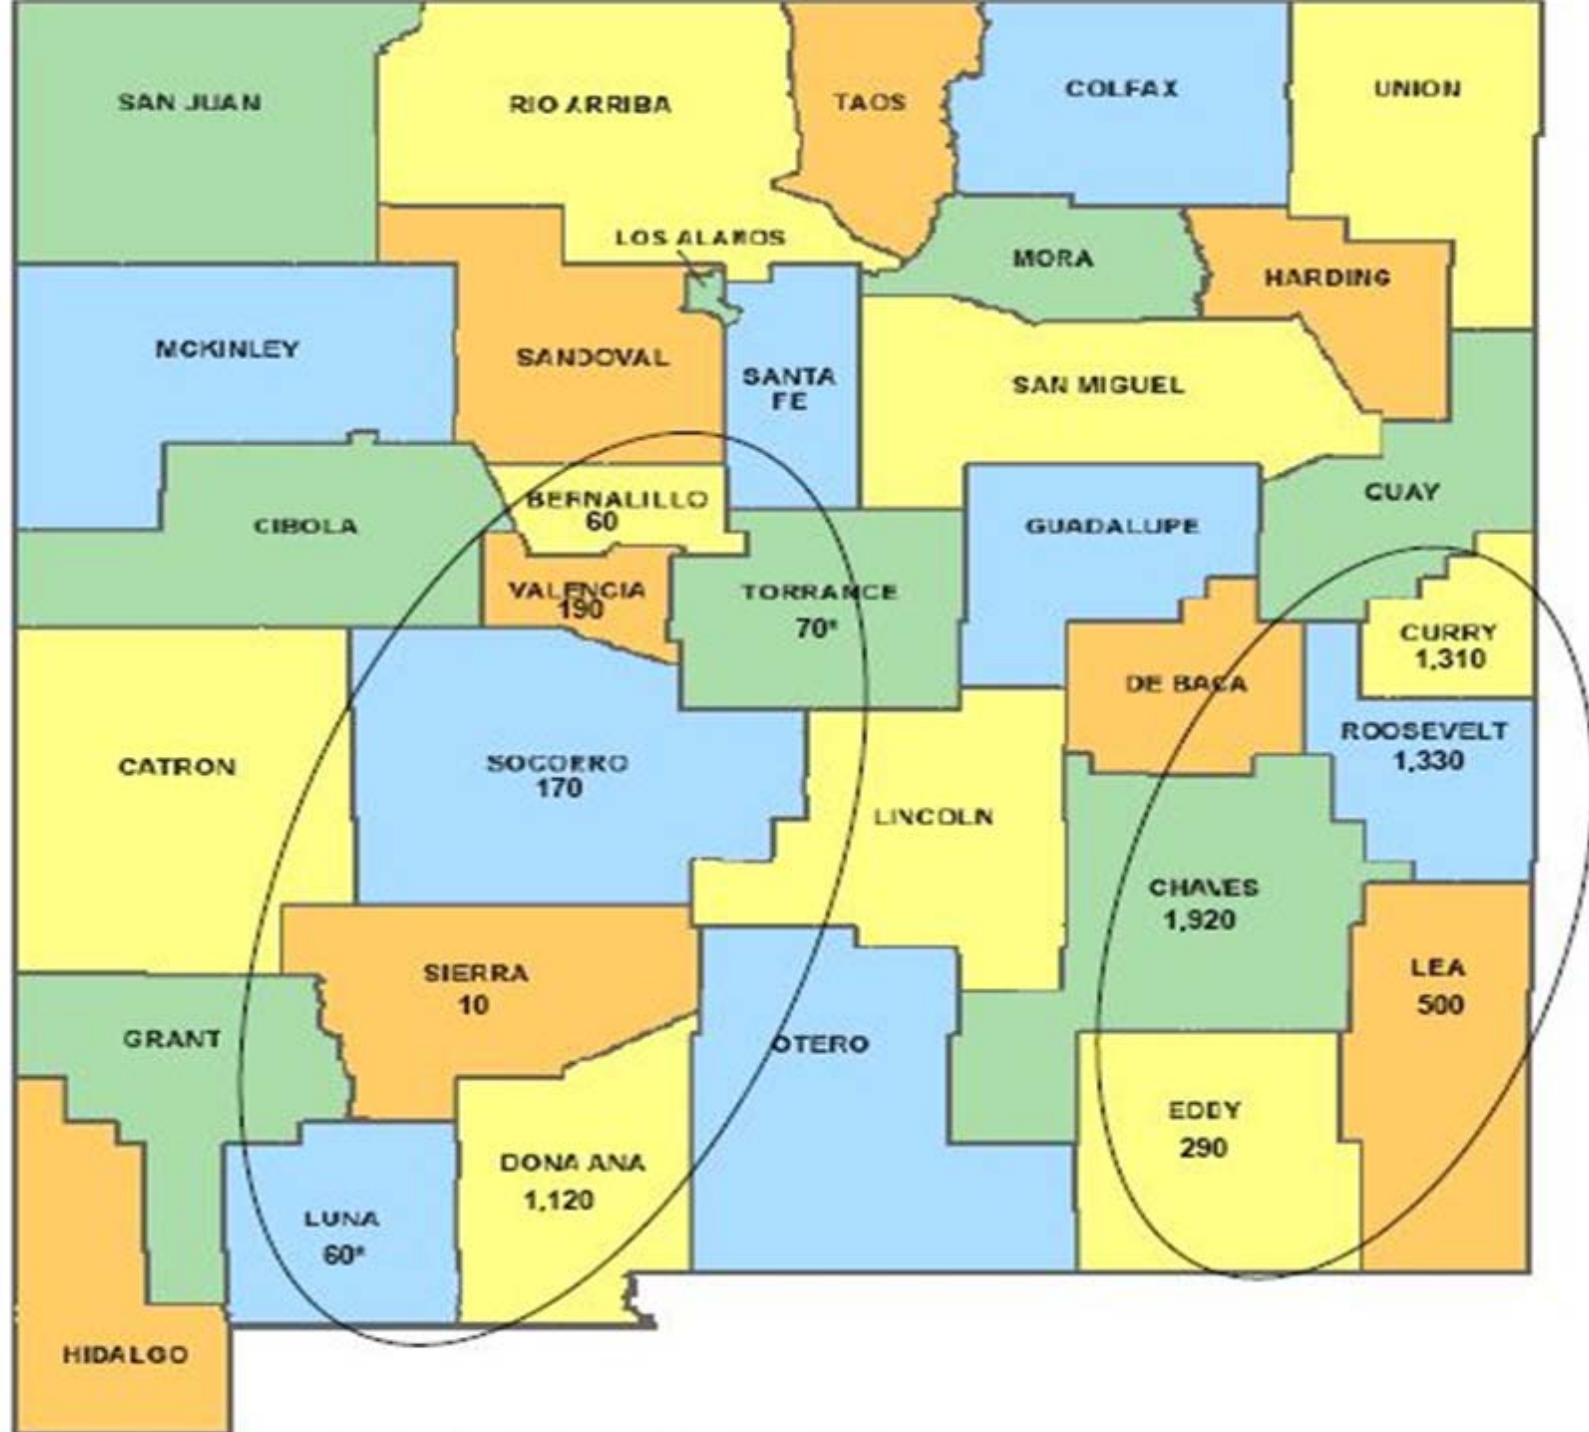 SAN JUAN
RIO ARRIBA
TAOS
COLFAX
UNION
LOS ALAMOS
MORA
HARDING
MCKINLEY
SANDOVAL
SANTA
FE
SAN MIGUEL
CIBOLA
BERNALILLO
60
GUADALUPE
CUAY
VALENCIA
190
TORRANCE
70*
CURRY
1,310
DE BACA
CATRON
SOCORRO
170
LINCOLN
ROOSEVELT
1,330
CHAVES
1,920
SIERRA
10
LEA
500
GRANT
OTERO
EDDY
290
DONA ANA
1,120
LUNA
60*
HIDALGO